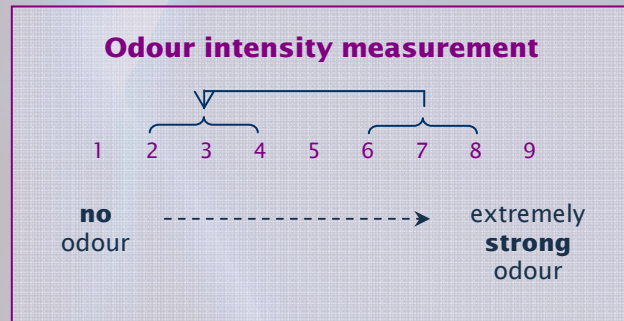 Odour intensity measurement
1 2 3 4 5 6 7 8 9
no extremely
odour strong
odour